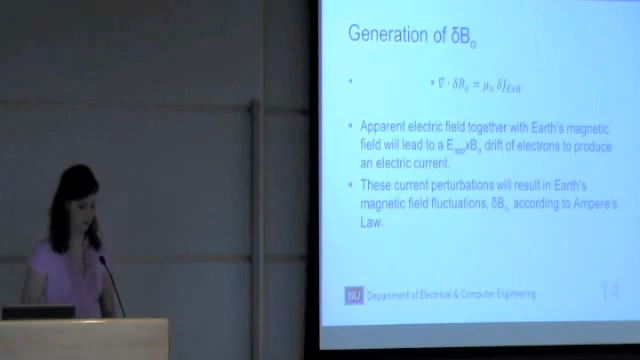 Generation of δB₀
• • ∇ · δB₀ = μ₀ δJ_ExB
• Apparent electric field together with Earth's magnetic
field will lead to a E_appxB₀ drift of electrons to produce
an electric current.
• These current perturbations will result in Earth's
magnetic field fluctuations, δB₀ according to Ampere's
Law.
BU Department of Electrical & Computer Engineering 14